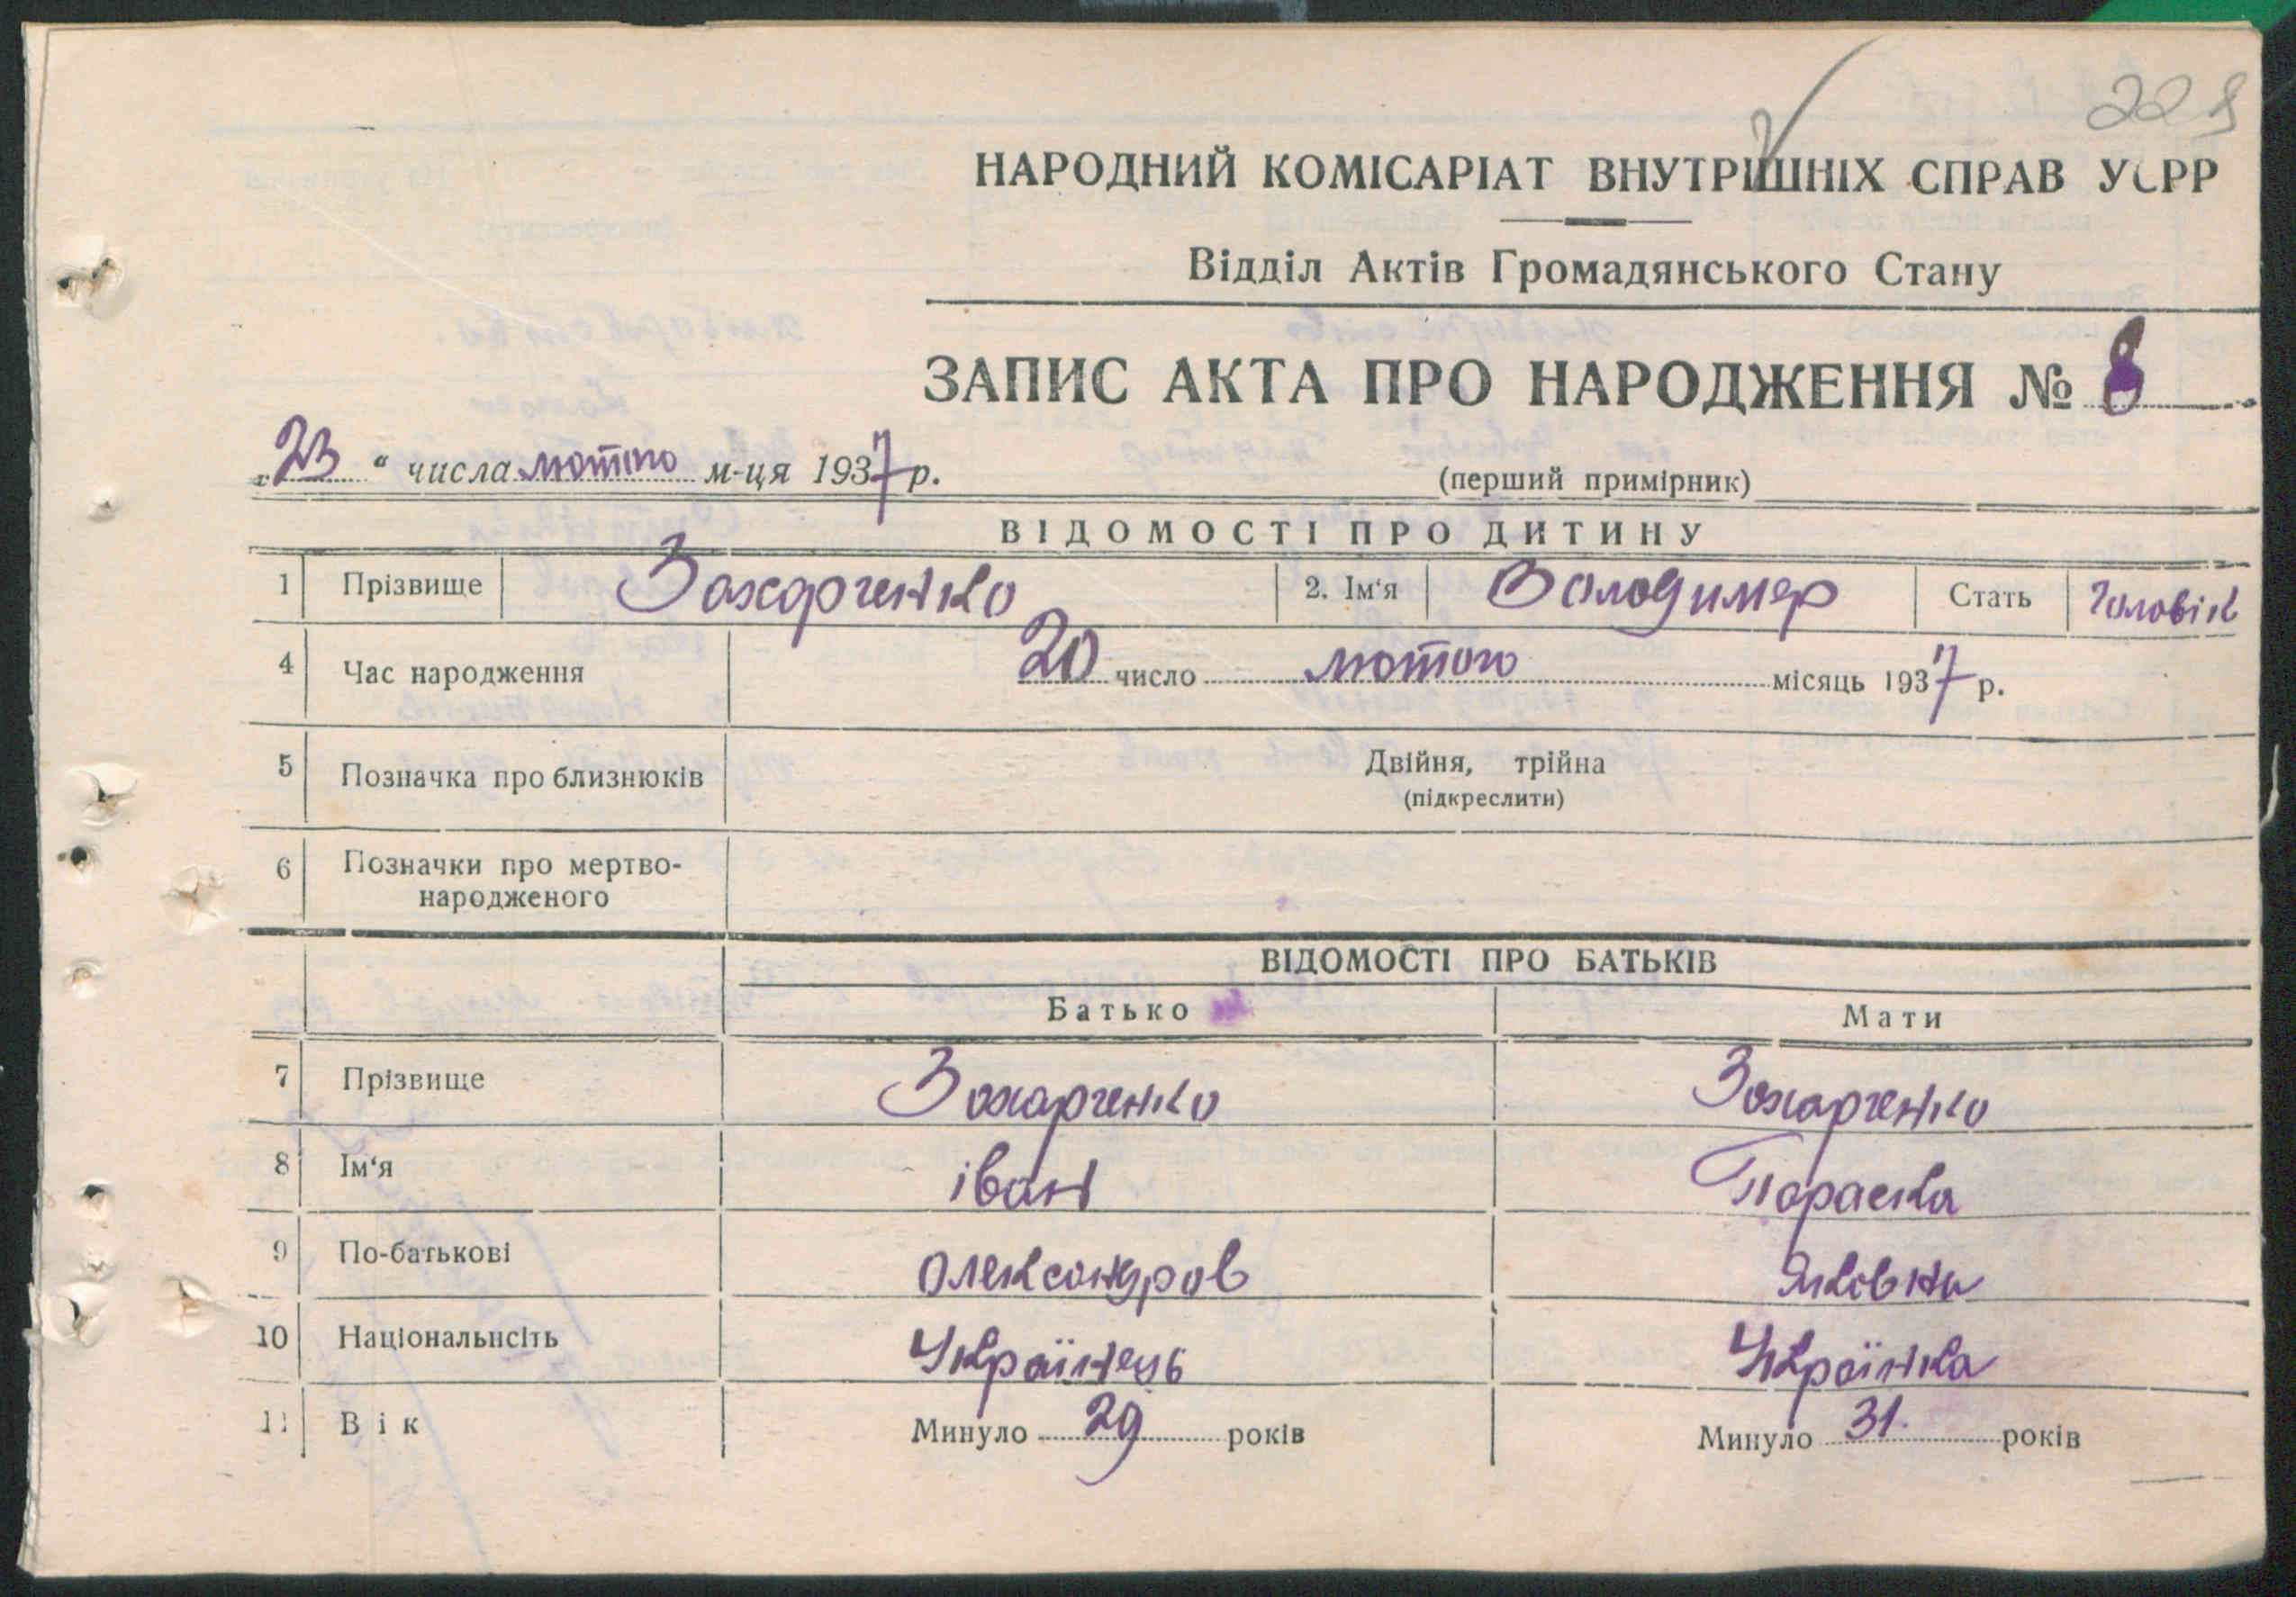 229
НАРОДНИЙ КОМІСАРІАТ ВНУТРІШНІХ СПРАВ УСРР
Відділ Актів Громадянського Стану
ЗАПИС АКТА ПРО НАРОДЖЕННЯ № 8
„23“ числа лютого м-ця 1937 р.
(перший примірник)
ВІДОМОСТІ ПРО ДИТИНУ
1 Прізвище Захарченко 2. Ім‘я Володимер Стать Чоловік
4 Час народження 20 число лютого місяць 1937 р.
5 Позначка про близнюків Двійня, трійна
(підкреслити)
6 Позначки про мертво-
народженого
ВІДОМОСТІ ПРО БАТЬКІВ
Батько Мати
7 Прізвище Захарченко Захарченко
8 Ім‘я іван Параска
9 По-батькові Олександров Яковна
10 Національнсіть Українець Українка
11 Вік Минуло 29 років Минуло 31 років